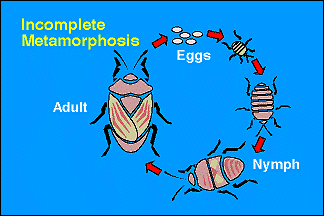 Incomplete
Metamorphosis
Eggs
Adult
Nymph